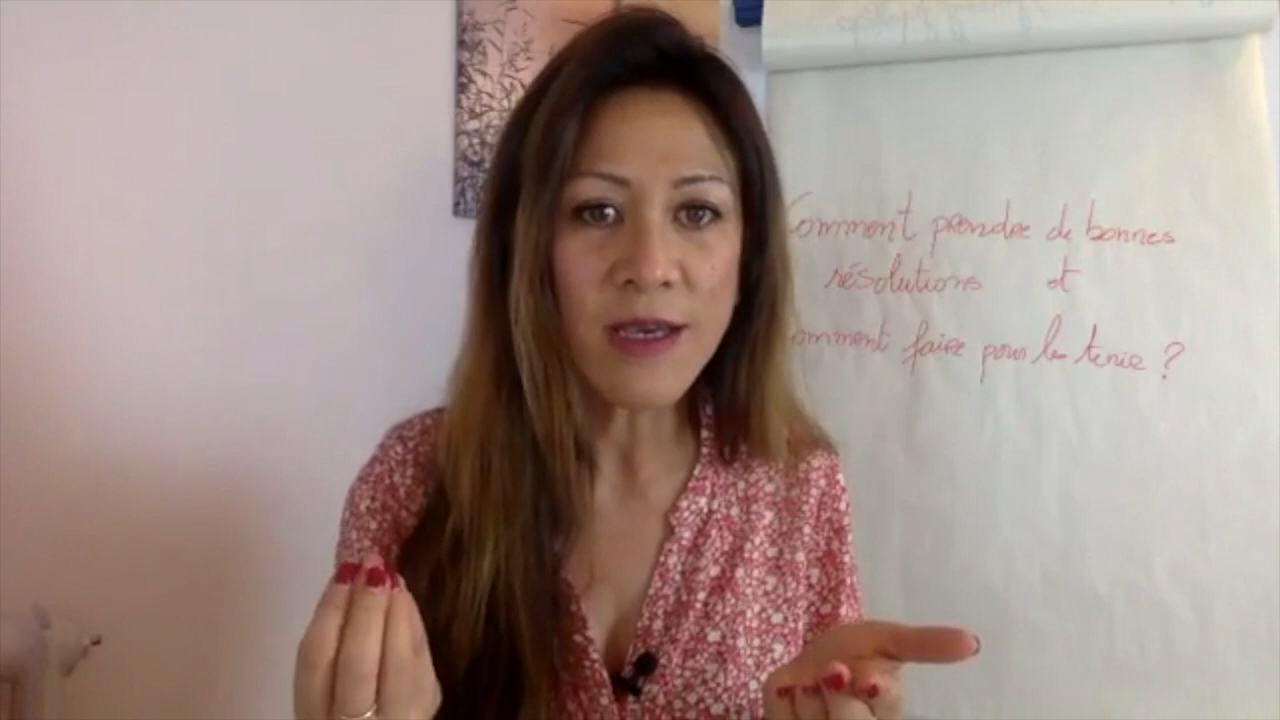 Comment prendre de bonnes
résolutions et
omment faire pour les tenir ?